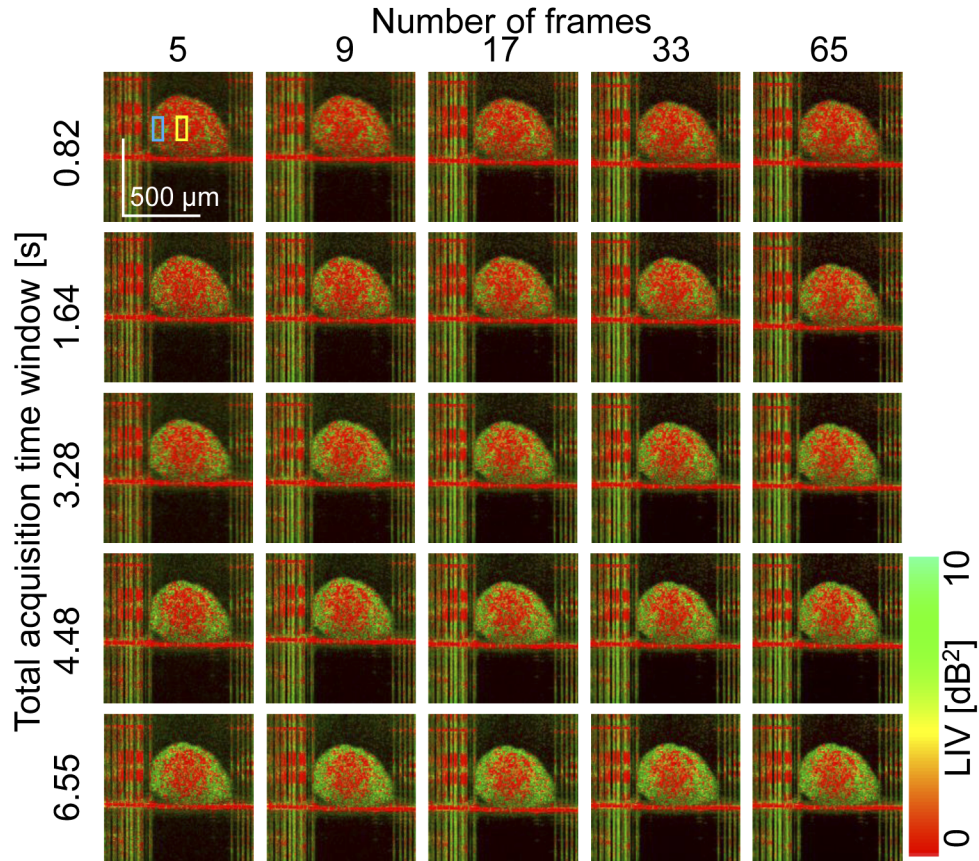 Number of frames
5 9 17 33 65
Total acquisition time window [s]
0.82
500 µm
1.64
3.28
4.48
6.55
10
LIV [dB²]
0